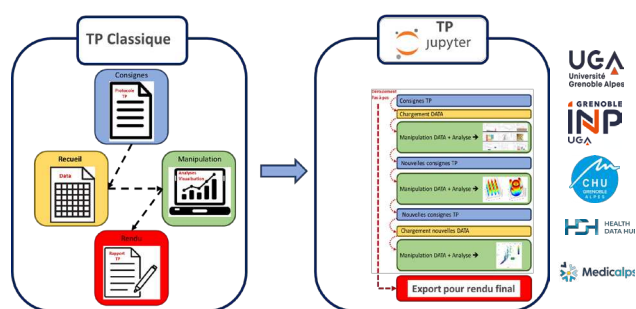 TP Classique
Consignes
Protocole
TP
Recueil
Data
Manipulation
Analyses
Visualisation
Rendu
Rapport
TP
TP
jupyter
Consignes TP
Chargement DATA
Manipulation DATA + Analyse →
Nouvelles consignes TP
Manipulation DATA + Analyse →
Nouvelles consignes TP
Chargement nouvelles DATA
Manipulation DATA + Analyse →
Export pour rendu final
UGA
Université
Grenoble Alpes
GRENOBLE
INP
UGA
CHU
GRENOBLE
ALPES
HEALTH
DATA HUB
Medicalps